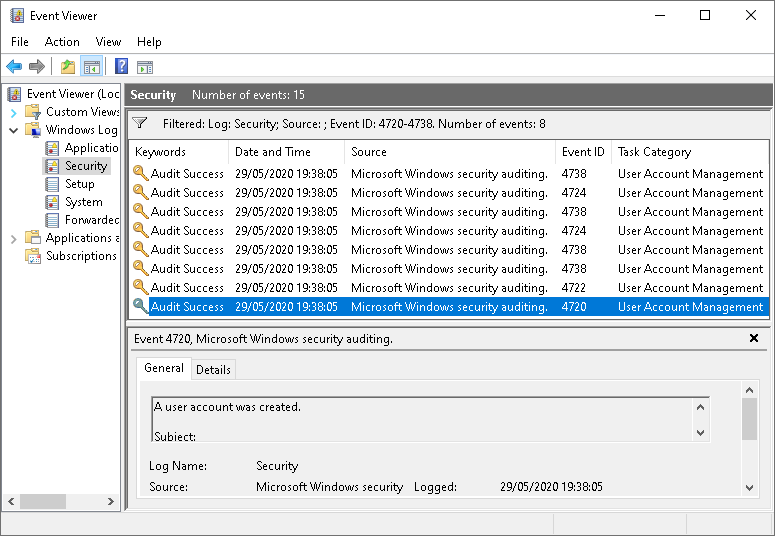 Event Viewer
File Action View Help
Event Viewer (Loc
Custom Views
Windows Log
Applicatio
Security
Setup
System
Forwarded
Applications a
Subscriptions
Security Number of events: 15
Filtered: Log: Security; Source: ; Event ID: 4720-4738. Number of events: 8
Keywords Date and Time Source Event ID Task Category
Audit Success 29/05/2020 19:38:05 Microsoft Windows security auditing. 4738 User Account Management
Audit Success 29/05/2020 19:38:05 Microsoft Windows security auditing. 4724 User Account Management
Audit Success 29/05/2020 19:38:05 Microsoft Windows security auditing. 4738 User Account Management
Audit Success 29/05/2020 19:38:05 Microsoft Windows security auditing. 4724 User Account Management
Audit Success 29/05/2020 19:38:05 Microsoft Windows security auditing. 4738 User Account Management
Audit Success 29/05/2020 19:38:05 Microsoft Windows security auditing. 4738 User Account Management
Audit Success 29/05/2020 19:38:05 Microsoft Windows security auditing. 4722 User Account Management
Audit Success 29/05/2020 19:38:05 Microsoft Windows security auditing. 4720 User Account Management
Event 4720, Microsoft Windows security auditing.
General Details
A user account was created.
Subject:
Log Name: Security
Source: Microsoft Windows security Logged: 29/05/2020 19:38:05